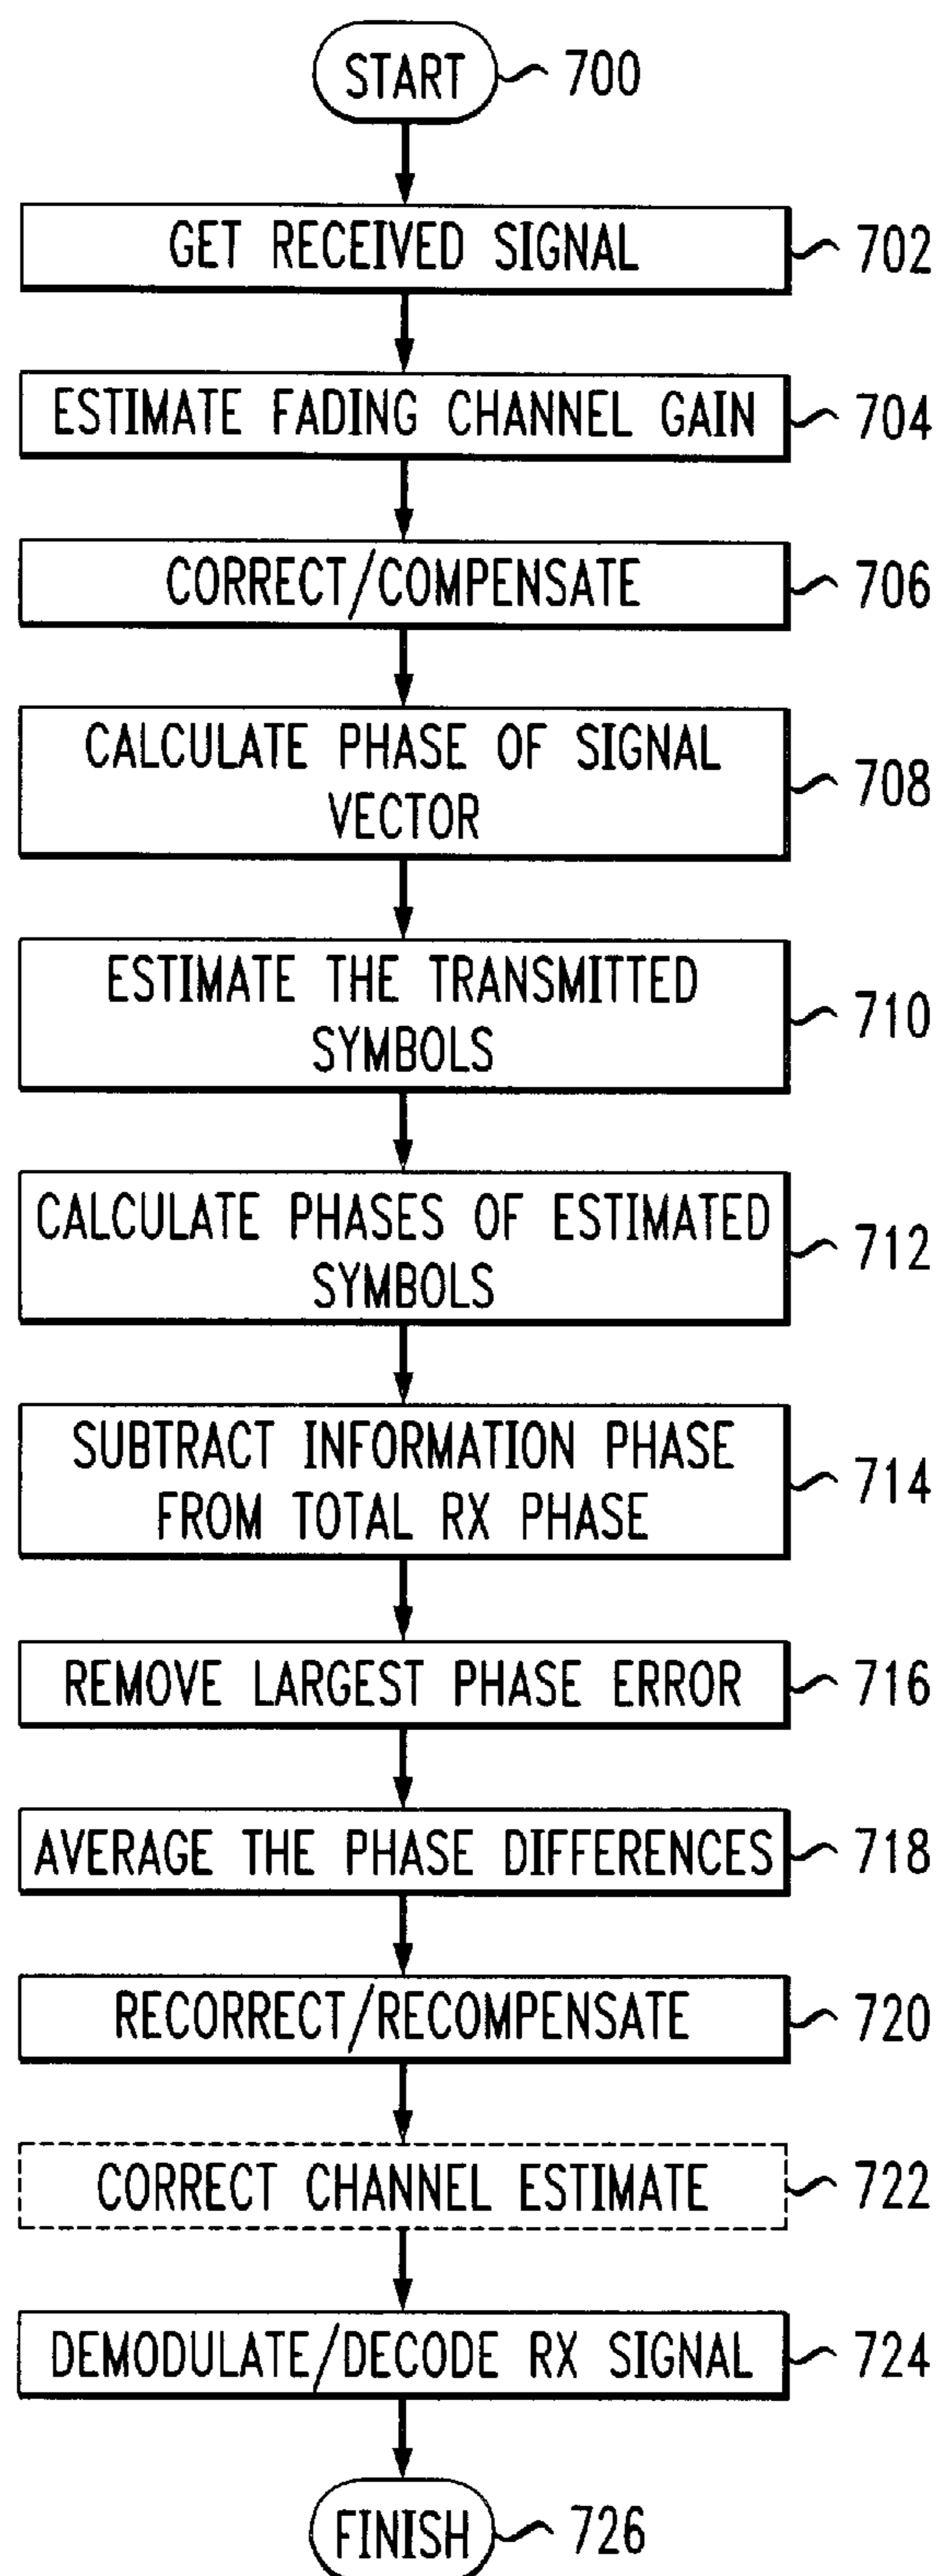 START 700
GET RECEIVED SIGNAL 702
ESTIMATE FADING CHANNEL GAIN 704
CORRECT/COMPENSATE 706
CALCULATE PHASE OF SIGNAL
VECTOR
708
ESTIMATE THE TRANSMITTED
SYMBOLS
710
CALCULATE PHASES OF ESTIMATED
SYMBOLS
712
SUBTRACT INFORMATION PHASE
FROM TOTAL RX PHASE
714
REMOVE LARGEST PHASE ERROR 716
AVERAGE THE PHASE DIFFERENCES 718
RECORRECT/RECOMPENSATE 720
CORRECT CHANNEL ESTIMATE 722
DEMODULATE/DECODE RX SIGNAL 724
FINISH 726